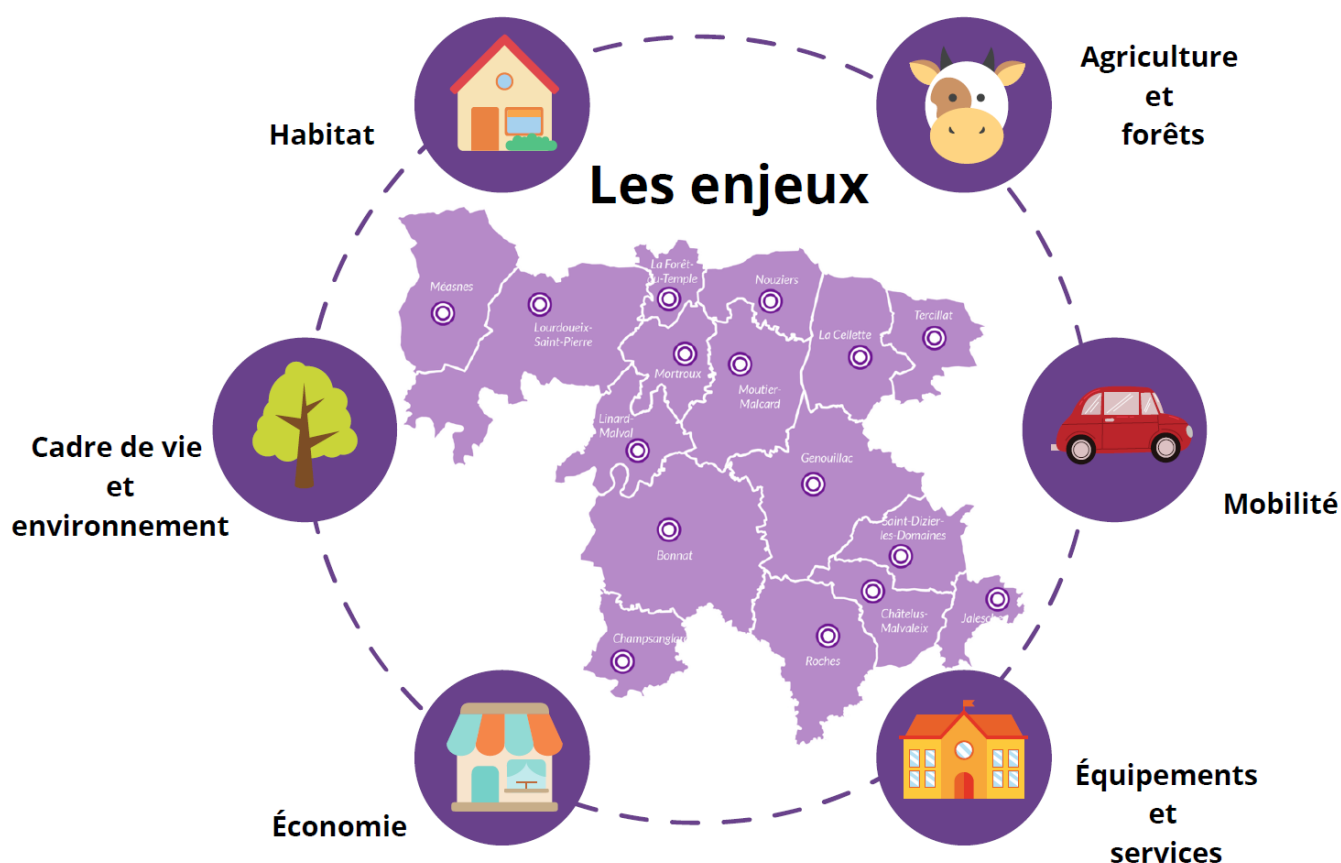 Agriculture
et
forêts
Habitat
Les enjeux
La Forêt-
du-Temple
Nouziers
Méasnes
Tercillat
Lourdoueix-
Saint-Pierre
La Cellette
Mortroux
Moutier-
Malcard
Linard-
Malval
Cadre de vie
et
environnement
Genouillac
Mobilité
Saint-Dizier-
les-Domaines
Bonnat
Châtelus-
Malvaleix
Champsanglard
Roches
Économie
Équipements
et
services